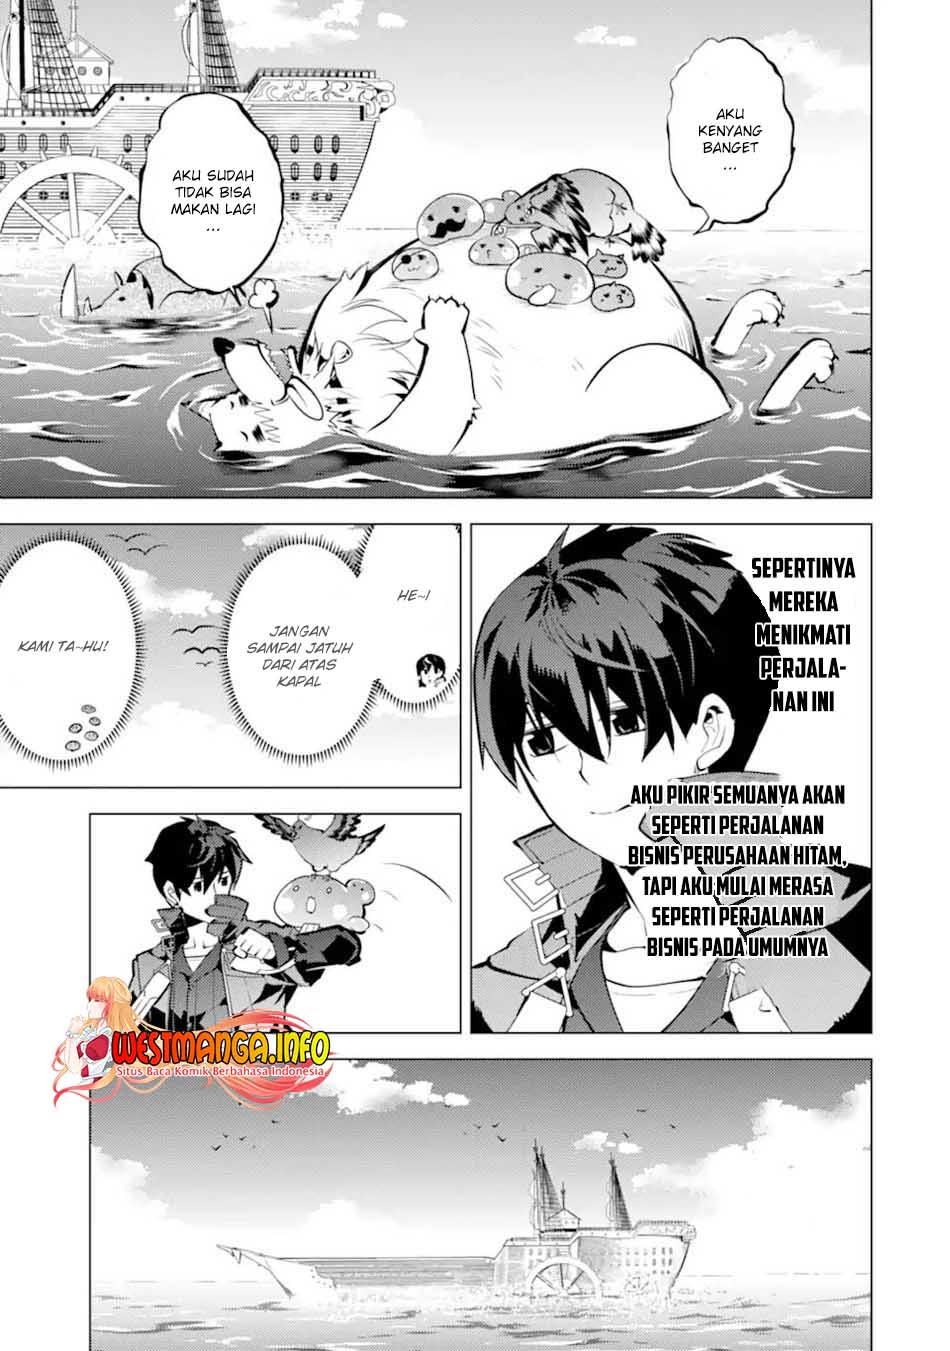 AKU
KENYANG
BANGET
...
AKU SUDAH
TIDAK BISA
MAKAN LAGI
...
SEPERTINYA
MEREKA
MENIKMATI
PERJALA-
NAN INI
AKU PIKIR SEMUANYA AKAN
SEPERTI PERJALANAN
BISNIS PERUSAHAAN HITAM,
TAPI AKU MULAI MERASA
SEPERTI PERJALANAN
BISNIS PADA UMUMNYA
HE~I
JANGAN
SAMPAI JATUH
DARI ATAS
KAPAL
KAMI TA~HU!
WESTMANGA.INFO
Situs Baca Komik Berbahasa Indonesia